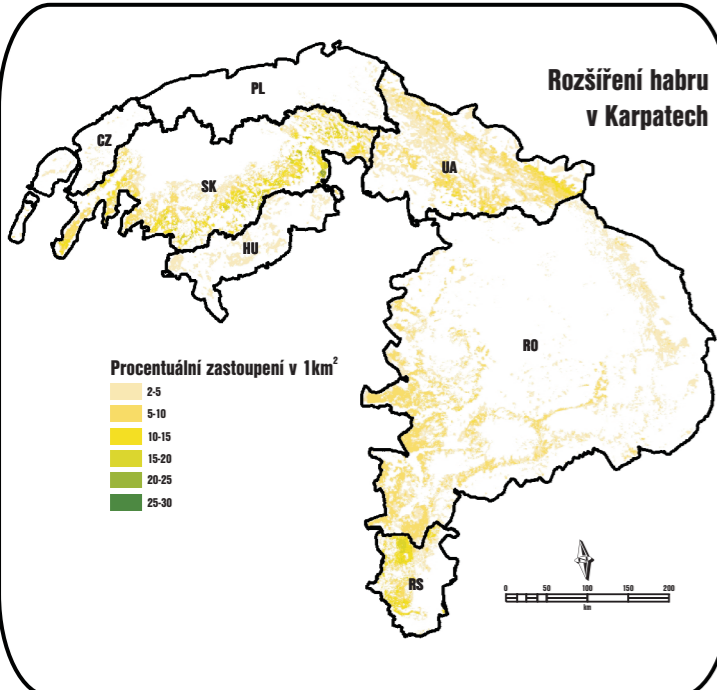 Rozšíření habru
v Karpatech
PL
CZ
SK
UA
HU
RO
RS
Procentuální zastoupení v 1km²
2-5
5-10
10-15
15-20
20-25
25-30
0 50 100 150 200
km